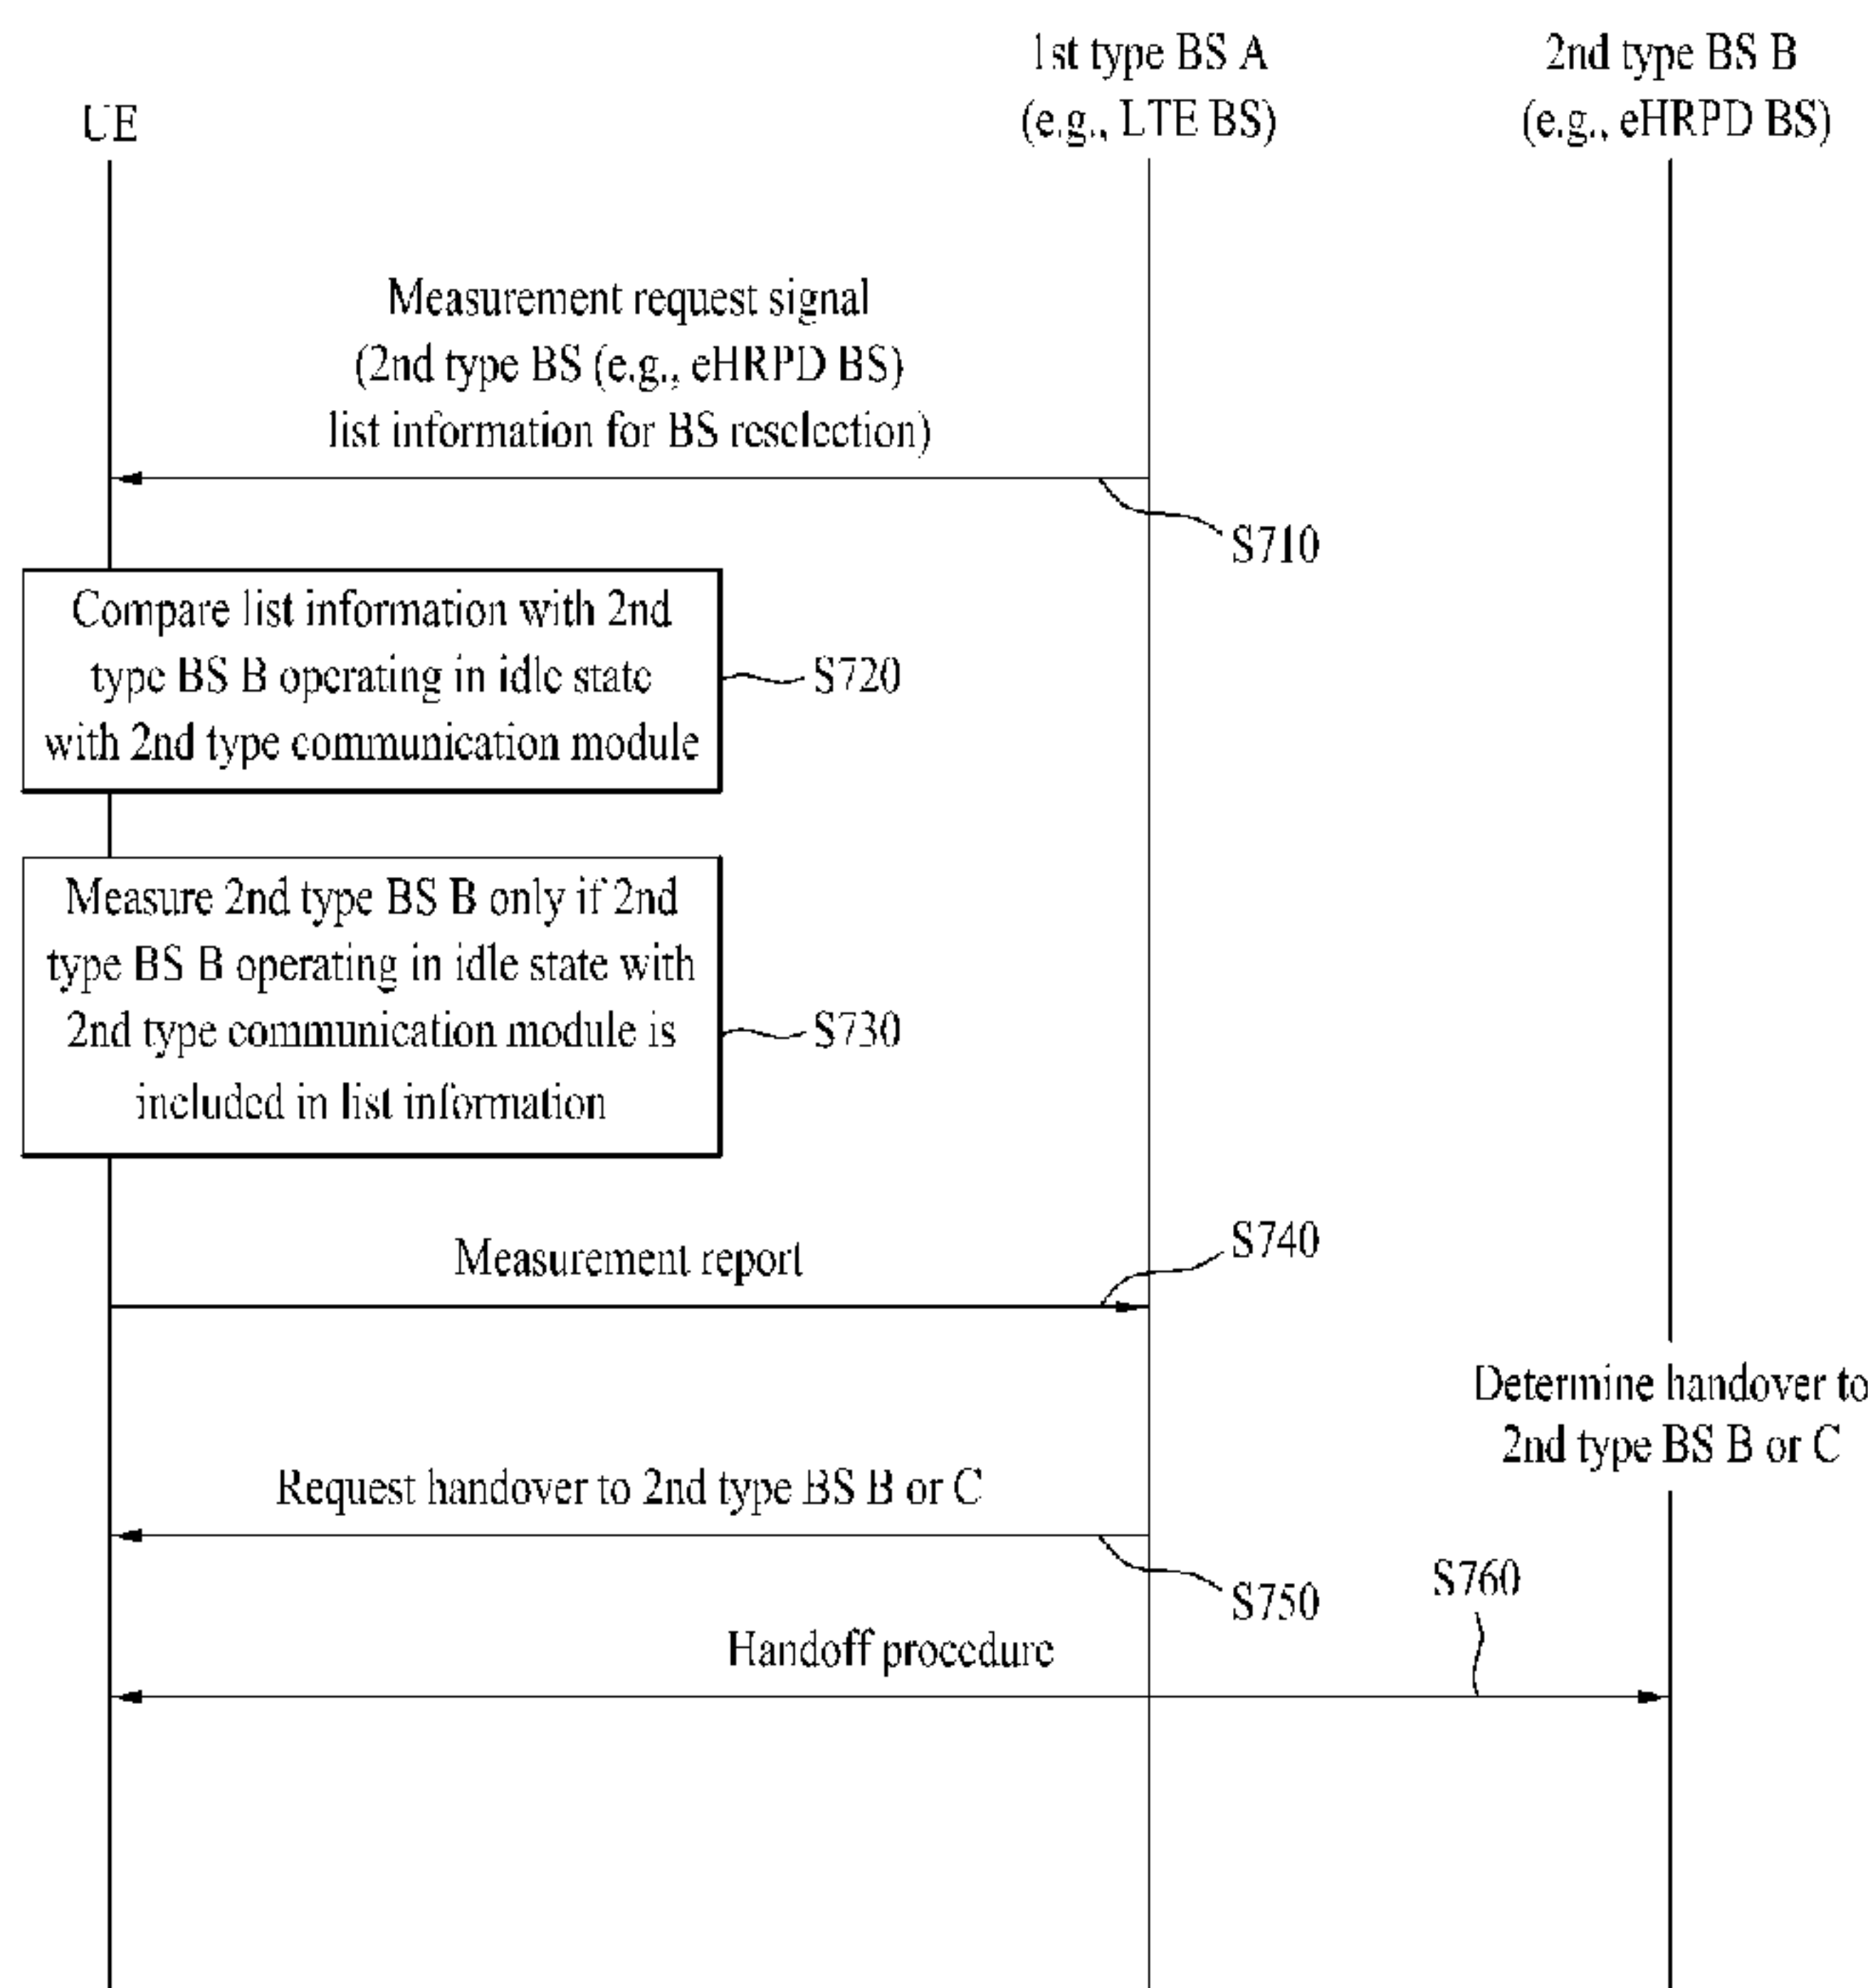 1st type BS A
(e.g., LTE BS)
2nd type BS B
(e.g., eHRPD BS)
UE
Measurement request signal
(2nd type BS (e.g., eHRPD BS)
list information for BS reselection)
S710
Compare list information with 2nd
type BS B operating in idle state
with 2nd type communication module
S720
Measure 2nd type BS B only if 2nd
type BS B operating in idle state with
2nd type communication module is
included in list information
S730
Measurement report
S740
Determine handover to
2nd type BS B or C
Request handover to 2nd type BS B or C
S750
S760
Handoff procedure